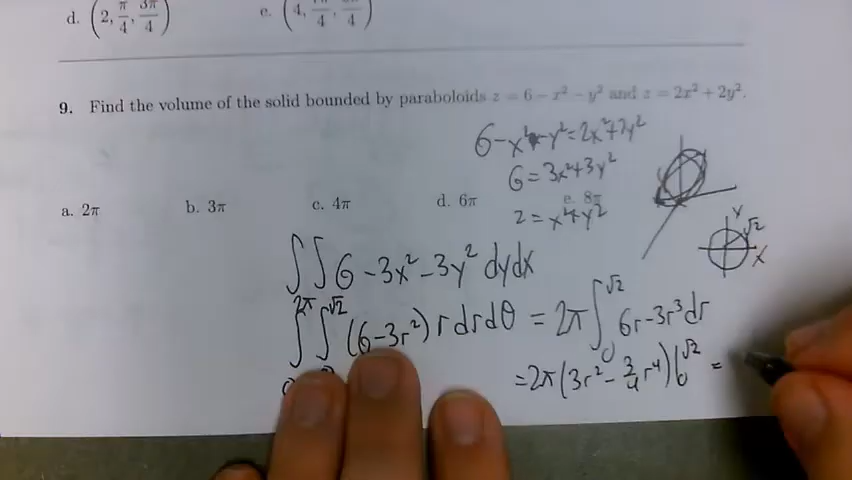 d. (2, π/4, 3π/4) e. (4,
9. Find the volume of the solid bounded by paraboloids z = 6 − x² − y² and z = 2x² + 2y².
6-x²-y²=2x²+2y²
6=3x²+3y²
a. 2π b. 3π c. 4π d. 6π e. 8π
2=x²+y²
y √2
x
∫∫6-3x²-3y² dydx
∫₀^2π ∫₀^√2 (6-3r²) r dr dθ = 2π∫₀^√2 6r-3r³ dr
=2π(3r²-3/4 r⁴)|₀^√2 =